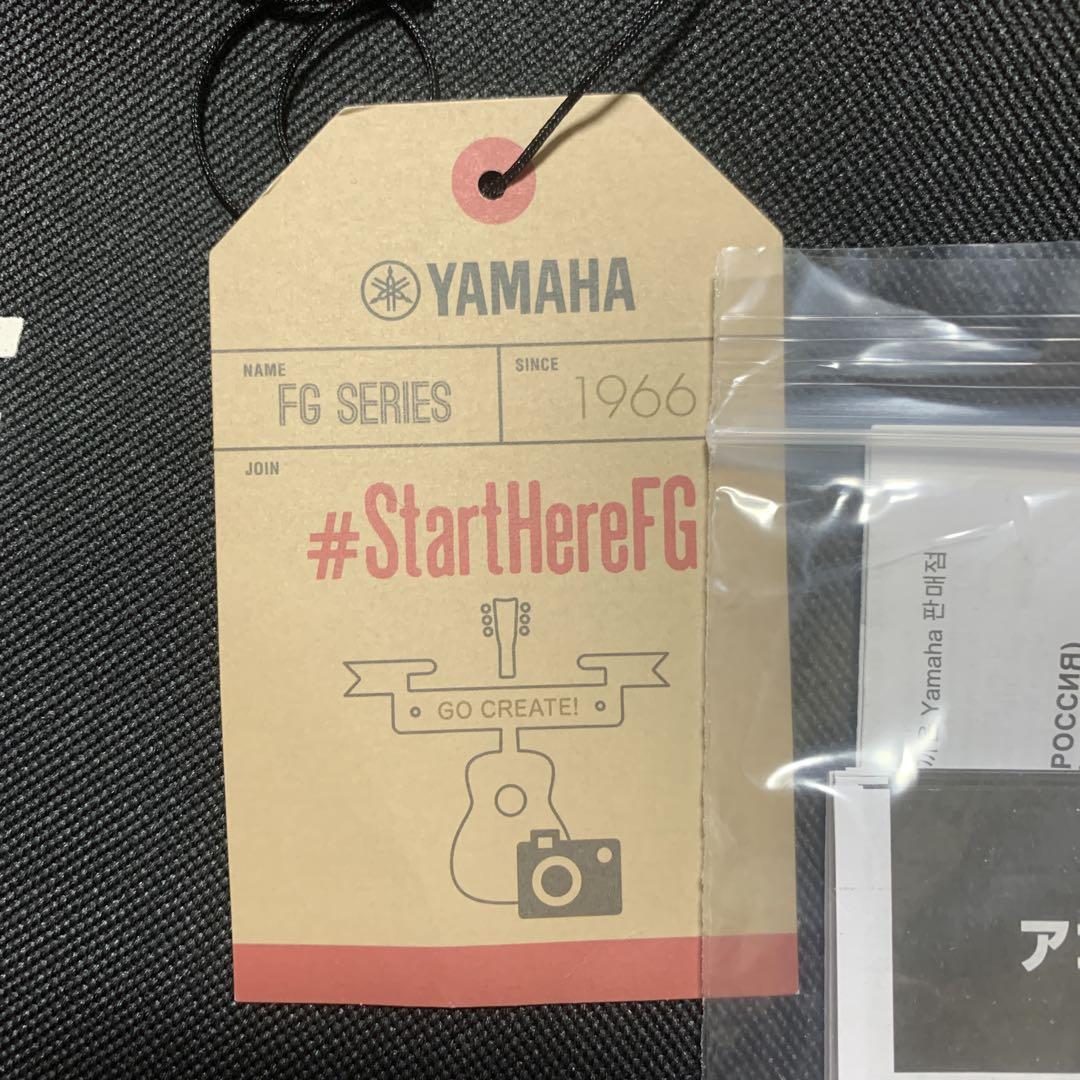 YAMAHA
NAME
FG SERIES
SINCE
1966
JOIN
#StartHereFG
GO CREATE!
Yamaha 판매점
РОССИЯ)
ア